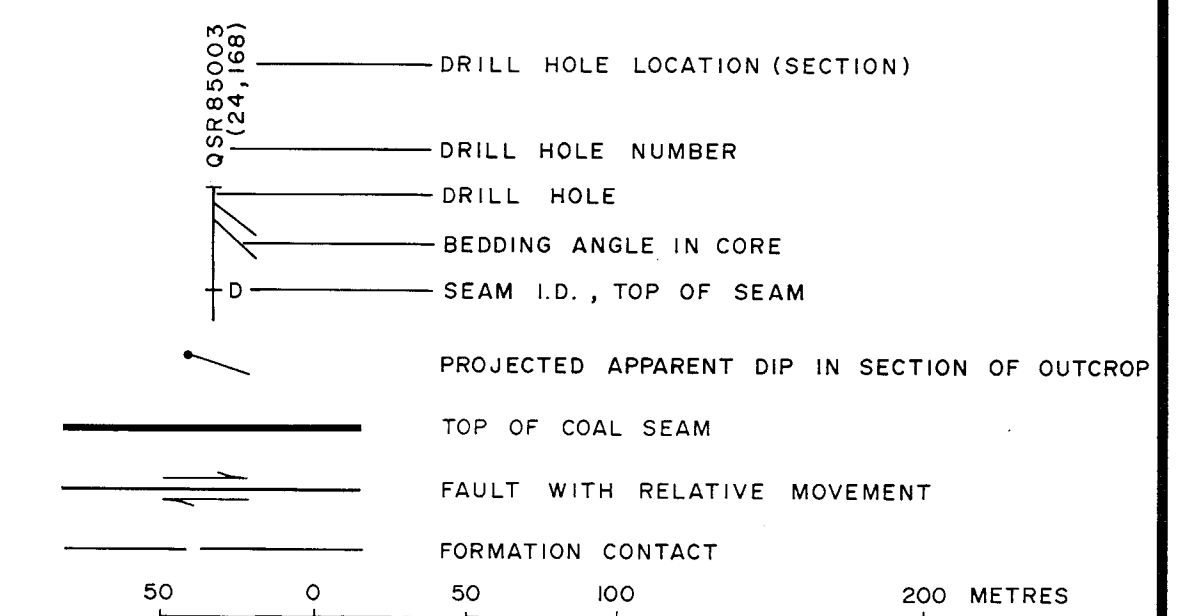 QSR85003
(24,168)
DRILL HOLE LOCATION (SECTION)
DRILL HOLE NUMBER
DRILL HOLE
BEDDING ANGLE IN CORE
D
SEAM I.D., TOP OF SEAM
PROJECTED APPARENT DIP IN SECTION OF OUTCROP
TOP OF COAL SEAM
FAULT WITH RELATIVE MOVEMENT
FORMATION CONTACT
50 0 50 100 200 METRES